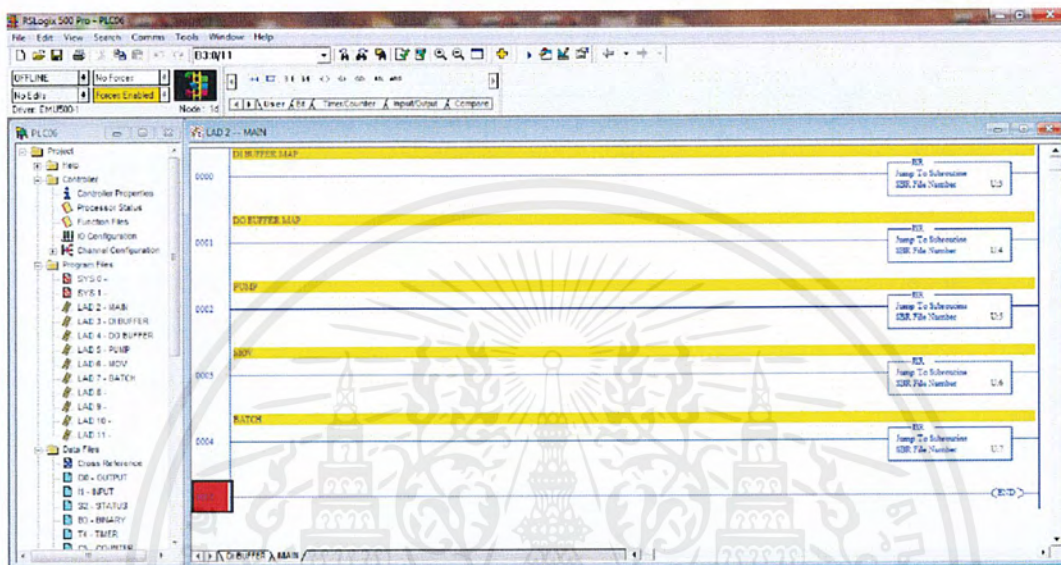 RSLogix 500 Pro - PLC06
File Edit View Search Comms Tools Window Help
B3:0/11
OFFLINE No Forces
No Edits Forces Enabled
Driver: EMU500-1 Node: 1d
User Bit Timer/Counter Input/Output Compare
PLC06
Project
Help
Controller
Controller Properties
Processor Status
Function Files
IO Configuration
Channel Configuration
Program Files
SYS 0 -
SYS 1 -
LAD 2 - MAIN
LAD 3 - DI BUFFER
LAD 4 - DO BUFFER
LAD 5 - PUMP
LAD 6 - MOV
LAD 7 - BATCH
LAD 8 -
LAD 9 -
LAD 10 -
LAD 11 -
Data Files
Cross Reference
O0 - OUTPUT
I1 - INPUT
S2 - STATUS
B3 - BINARY
T4 - TIMER
C5 - COUNTER
LAD 2 -- MAIN
DI BUFFER MAP
0000
JSR
Jump To Subroutine
SBR File Number U:3
DO BUFFER MAP
0001
JSR
Jump To Subroutine
SBR File Number U:4
PUMP
0002
JSR
Jump To Subroutine
SBR File Number U:5
MOV
0003
JSR
Jump To Subroutine
SBR File Number U:6
BATCH
0004
JSR
Jump To Subroutine
SBR File Number U:7
(END)
DI BUFFER MAIN